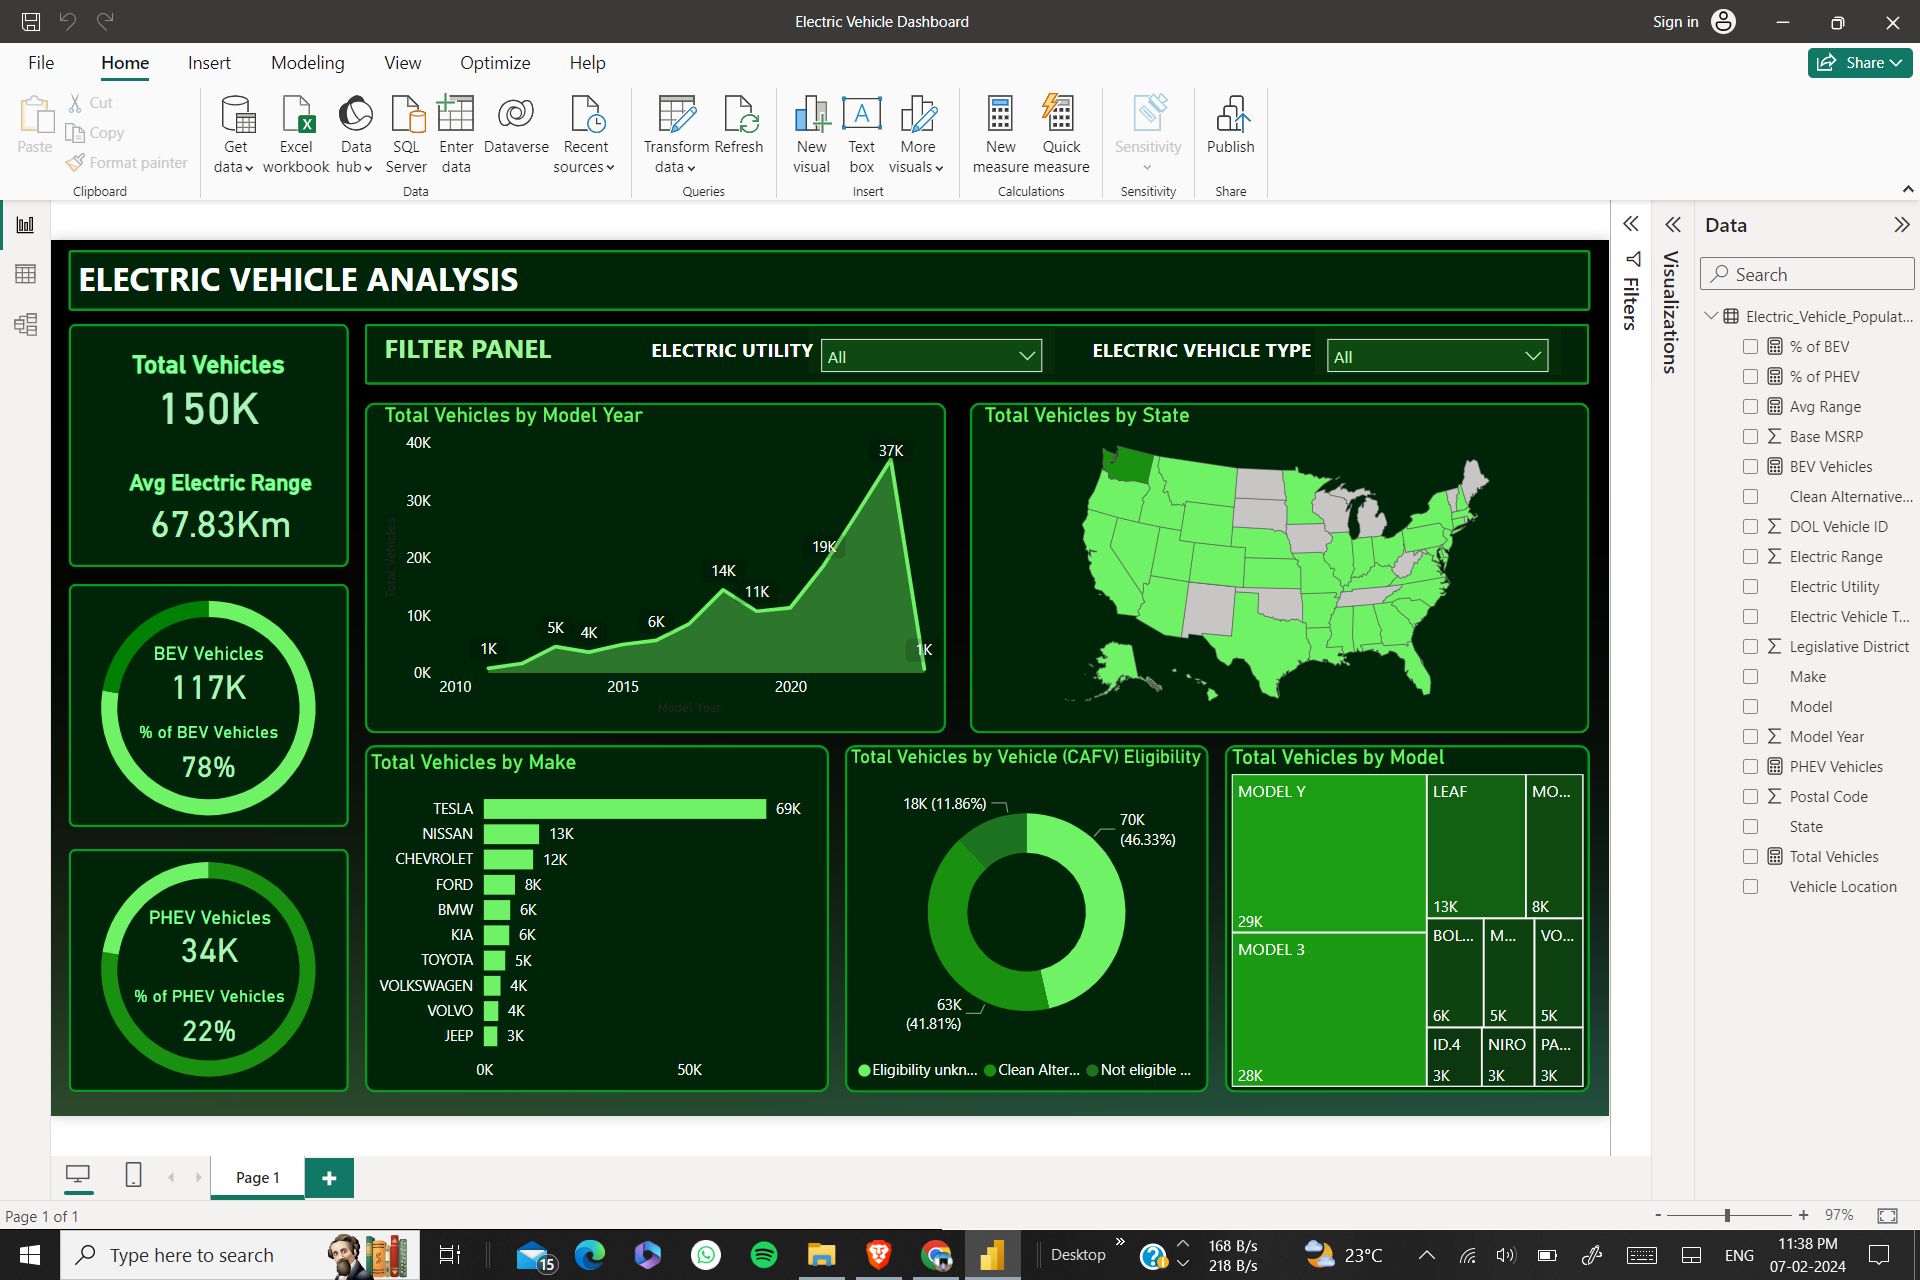 Electric Vehicle Dashboard
Sign in
File
Home
Insert
Modeling
View
Optimize
Help
Share
Paste
Cut
Copy
Format painter
Clipboard
Get data
Excel workbook
Data hub
SQL Server
Enter data
Dataverse
Recent sources
Data
Transform data
Refresh
Queries
New visual
Text box
More visuals
Insert
New measure
Quick measure
Calculations
Sensitivity
Sensitivity
Publish
Share
ELECTRIC VEHICLE ANALYSIS
Total Vehicles
150K
Avg Electric Range
67.83Km
FILTER PANEL
ELECTRIC UTILITY
All
ELECTRIC VEHICLE TYPE
All
BEV Vehicles
117K
% of BEV Vehicles
78%
PHEV Vehicles
34K
% of PHEV Vehicles
22%
Total Vehicles by Model Year
40K
30K
20K
10K
0K
Total Vehicles
1K
5K
4K
6K
14K
11K
19K
37K
1K
2010
2015
2020
Model Year
Total Vehicles by State
Total Vehicles by Make
TESLA 69K
NISSAN 13K
CHEVROLET 12K
FORD 8K
BMW 6K
KIA 6K
TOYOTA 5K
VOLKSWAGEN 4K
VOLVO 4K
JEEP 3K
0K
50K
Total Vehicles by Vehicle (CAFV) Eligibility
18K (11.86%)
70K
(46.33%)
63K
(41.81%)
Eligibility unkn...
Clean Alter...
Not eligible ...
Total Vehicles by Model
MODEL Y
29K
MODEL 3
28K
LEAF
13K
MO...
8K
BOL...
6K
M...
5K
VO...
5K
ID.4
3K
NIRO
3K
PA...
3K
Filters
Visualizations
Data
Search
Electric_Vehicle_Populat...
% of BEV
% of PHEV
Avg Range
Base MSRP
BEV Vehicles
Clean Alternative...
DOL Vehicle ID
Electric Range
Electric Utility
Electric Vehicle T...
Legislative District
Make
Model
Model Year
PHEV Vehicles
Postal Code
State
Total Vehicles
Vehicle Location
Page 1
Page 1 of 1
97%
Type here to search
15
Desktop
168 B/s
218 B/s
23°C
ENG
11:38 PM
07-02-2024